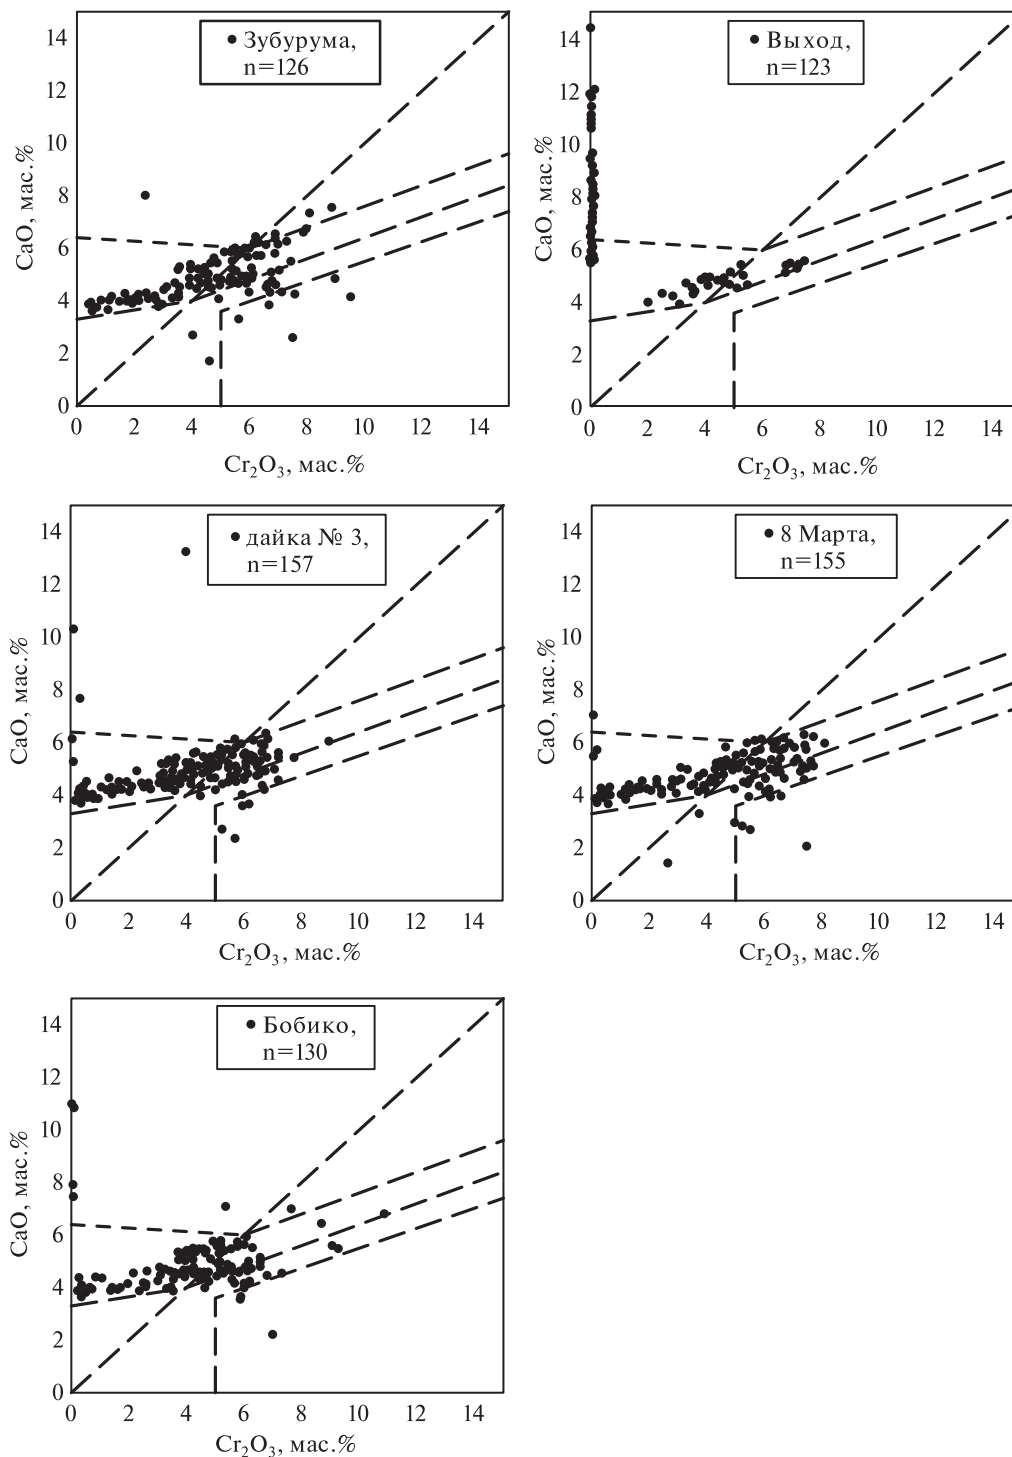 Зубурума,
n=126
14
12
10
8
6
4
2
0
CaO, мас.%
0 2 4 6 8 10 12 14
Cr₂O₃, мас.%
Выход,
n=123
14
12
10
8
6
4
2
0
CaO, мас.%
0 2 4 6 8 10 12 14
Cr₂O₃, мас.%
дайка № 3,
n=157
14
12
10
8
6
4
2
0
CaO, мас.%
0 2 4 6 8 10 12 14
Cr₂O₃, мас.%
8 Марта,
n=155
14
12
10
8
6
4
2
0
CaO, мас.%
0 2 4 6 8 10 12 14
Cr₂O₃, мас.%
Бобико,
n=130
14
12
10
8
6
4
2
0
CaO, мас.%
0 2 4 6 8 10 12 14
Cr₂O₃, мас.%